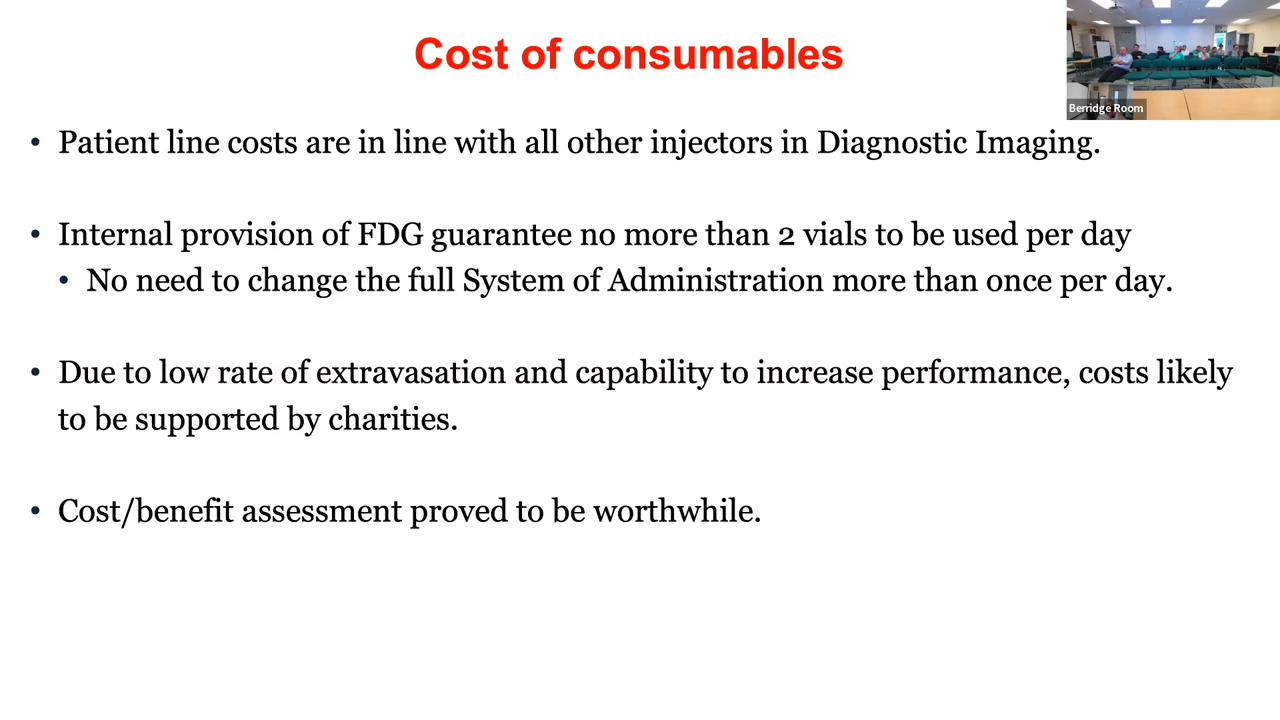 Cost of consumables
Berridge Room
• Patient line costs are in line with all other injectors in Diagnostic Imaging.
• Internal provision of FDG guarantee no more than 2 vials to be used per day
• No need to change the full System of Administration more than once per day.
• Due to low rate of extravasation and capability to increase performance, costs likely
to be supported by charities.
• Cost/benefit assessment proved to be worthwhile.